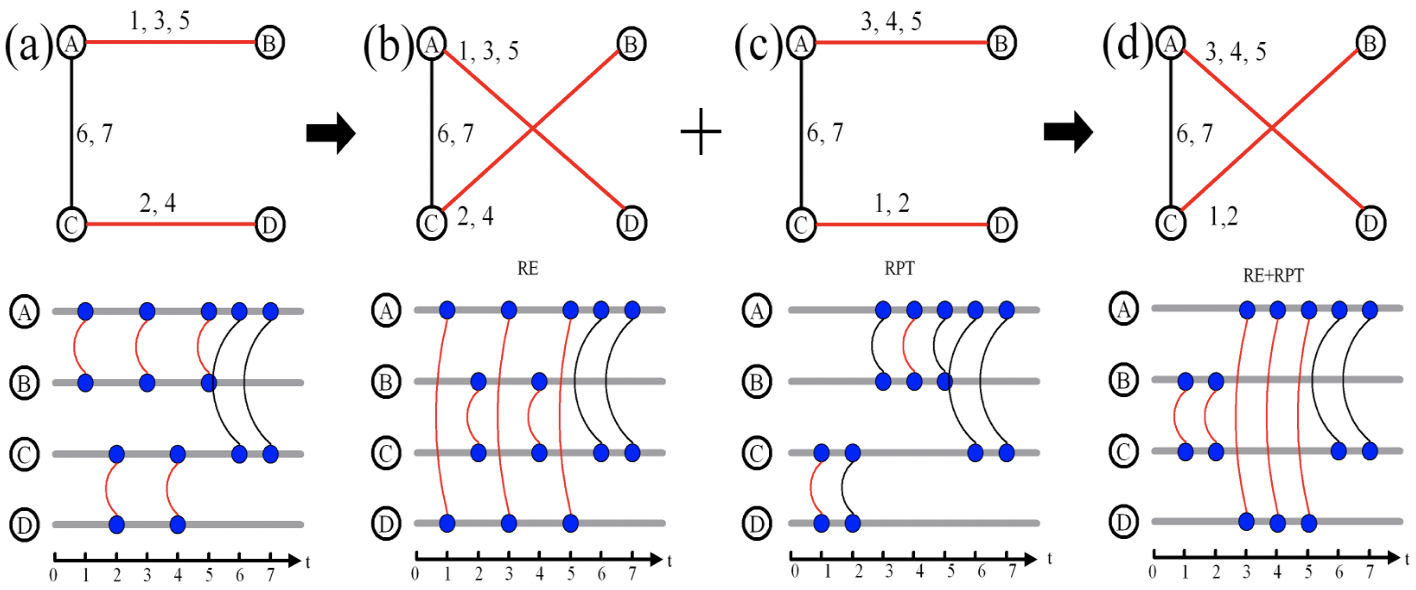 (a) A 1, 3, 5 B
6, 7
C 2, 4 D
(b) A 1, 3, 5 B
6, 7
C 2, 4 D
+
(c) A 3, 4, 5 B
6, 7
C 1, 2 D
(d) A 3, 4, 5 B
6, 7
C 1,2 D
A
B
C
D
0 1 2 3 4 5 6 7 t
RE
A
B
C
D
0 1 2 3 4 5 6 7 t
RPT
A
B
C
D
0 1 2 3 4 5 6 7 t
RE+RPT
A
B
C
D
0 1 2 3 4 5 6 7 t